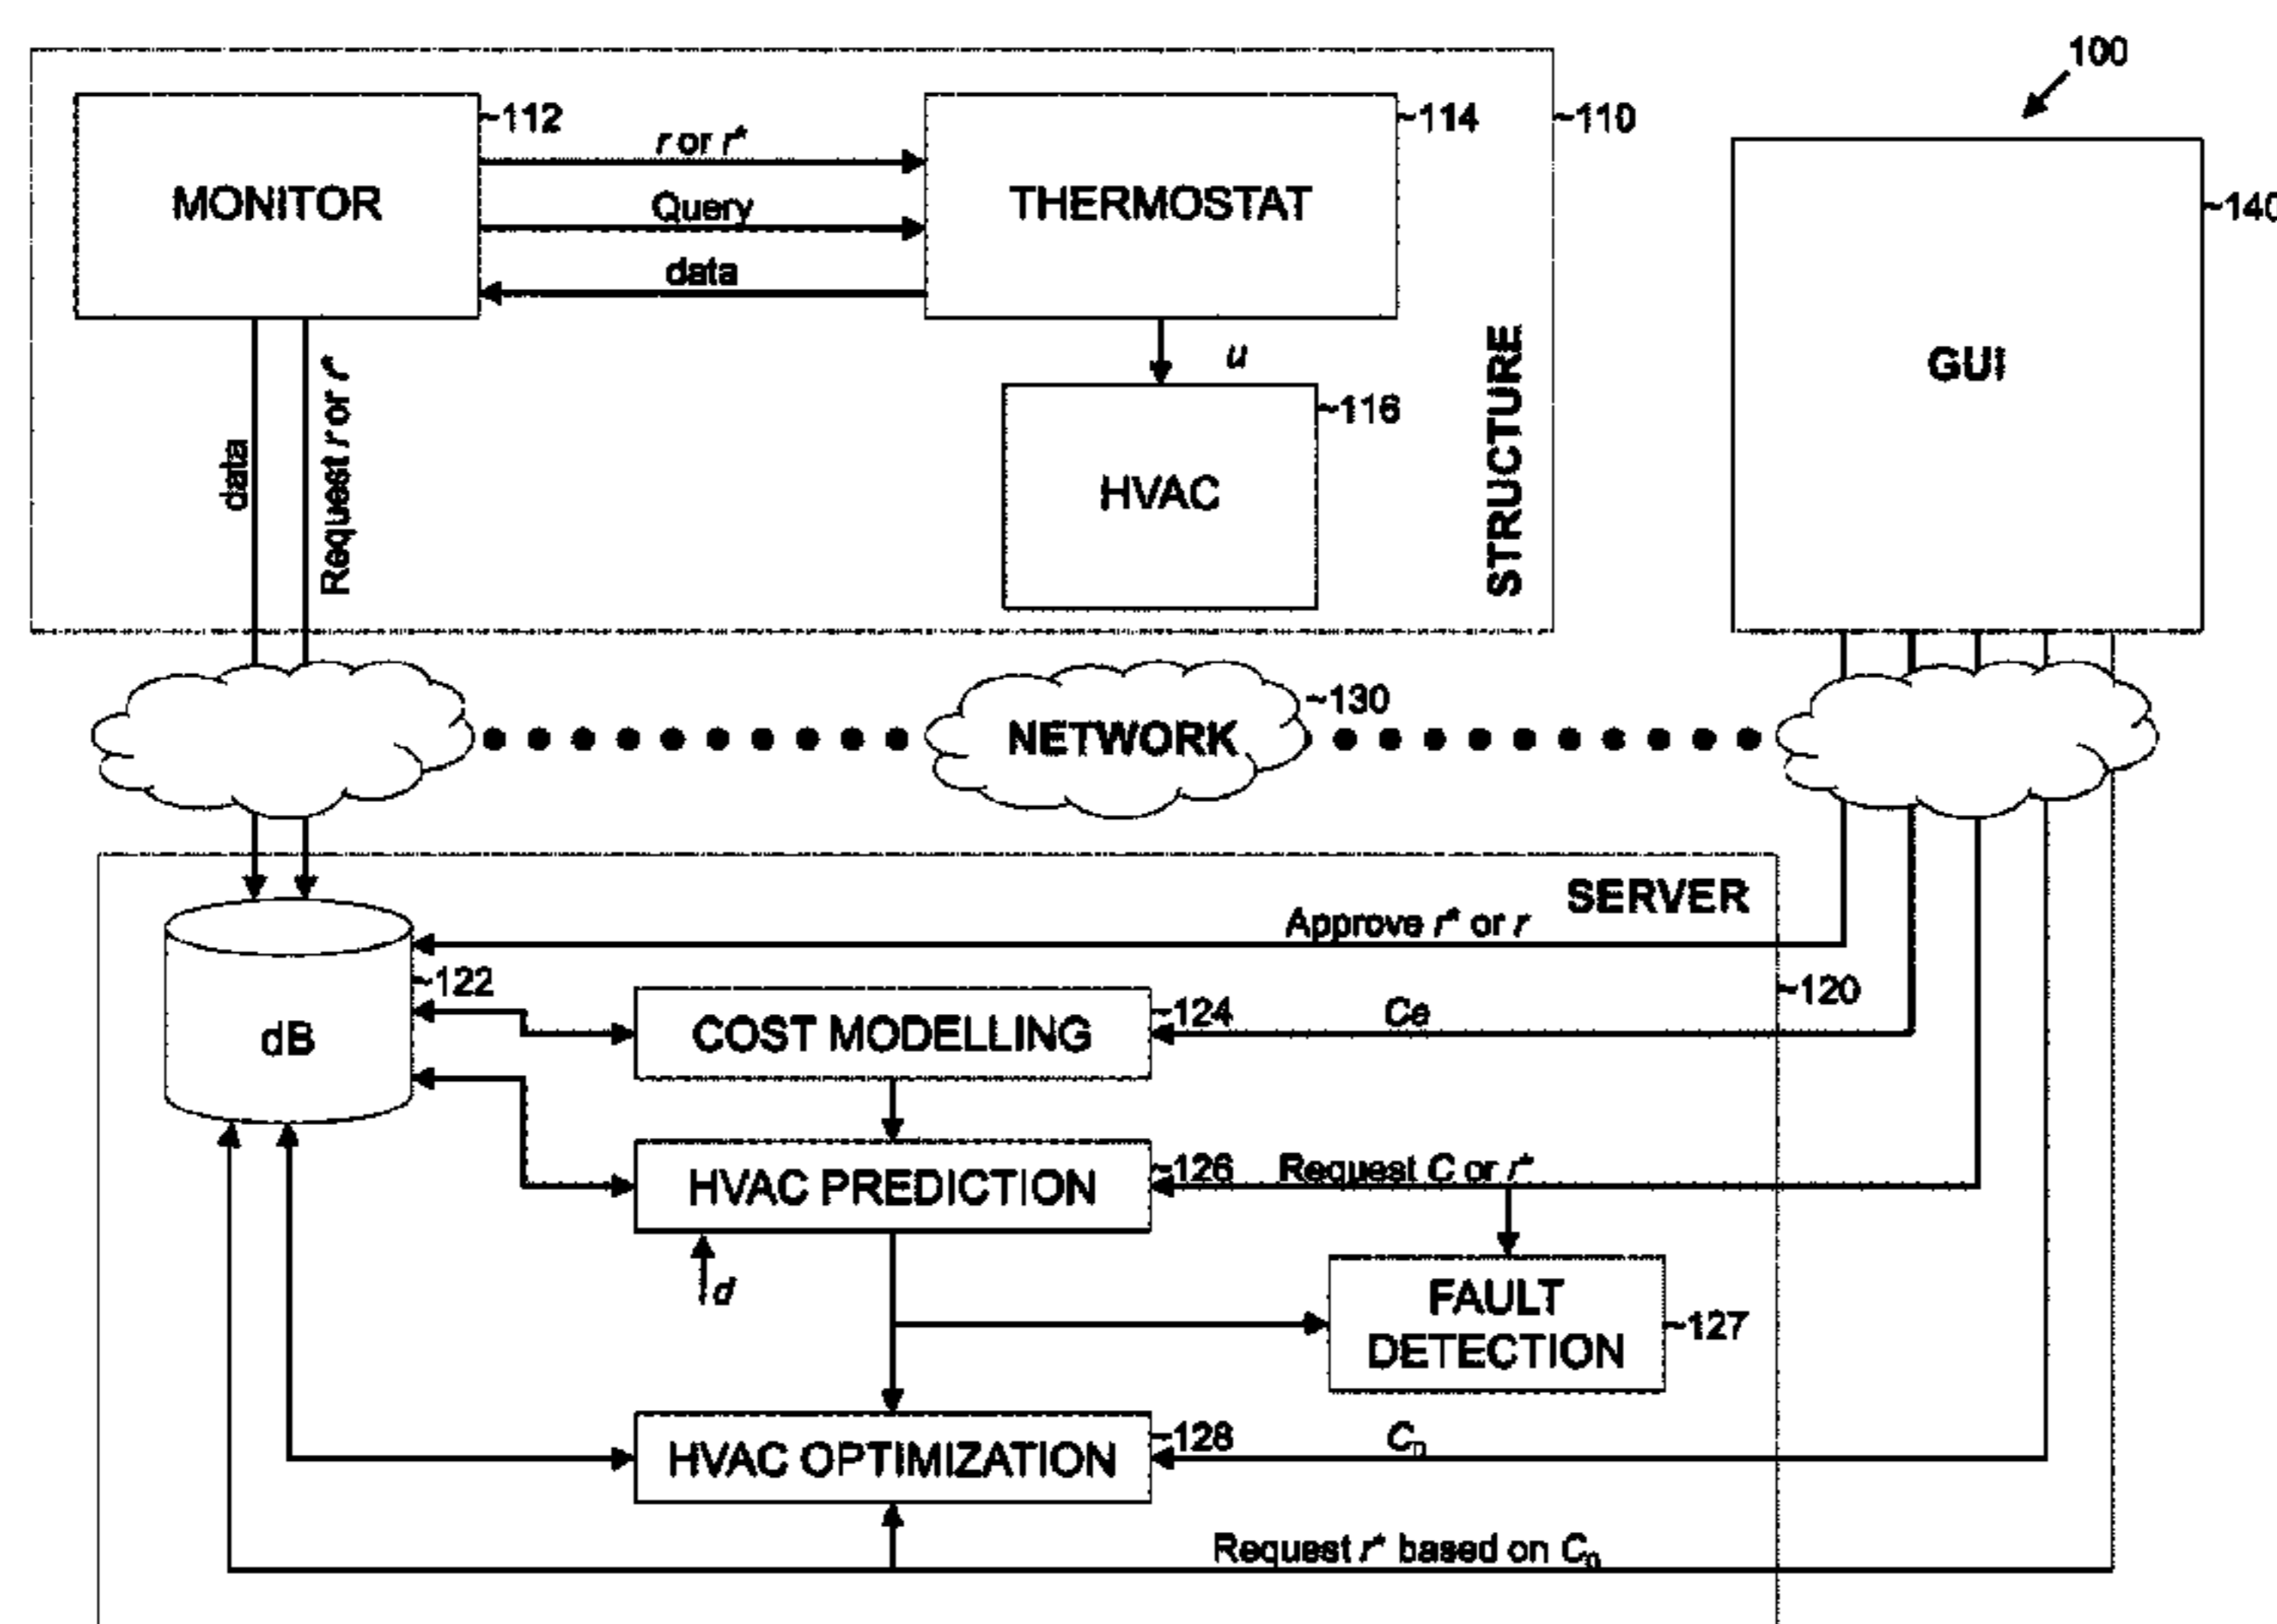 100
MONITOR
~112
r or r*
Query
data
THERMOSTAT
~114
~110
GUI
~140
u
HVAC
~116
STRUCTURE
data
Request r or r*
NETWORK
~130
SERVER
Approve r* or r
dB
~122
~120
COST MODELLING
~124
Ce
HVAC PREDICTION
~126
Request C or r*
d
FAULT
DETECTION
~127
HVAC OPTIMIZATION
~128
C₀
Request r* based on C₀